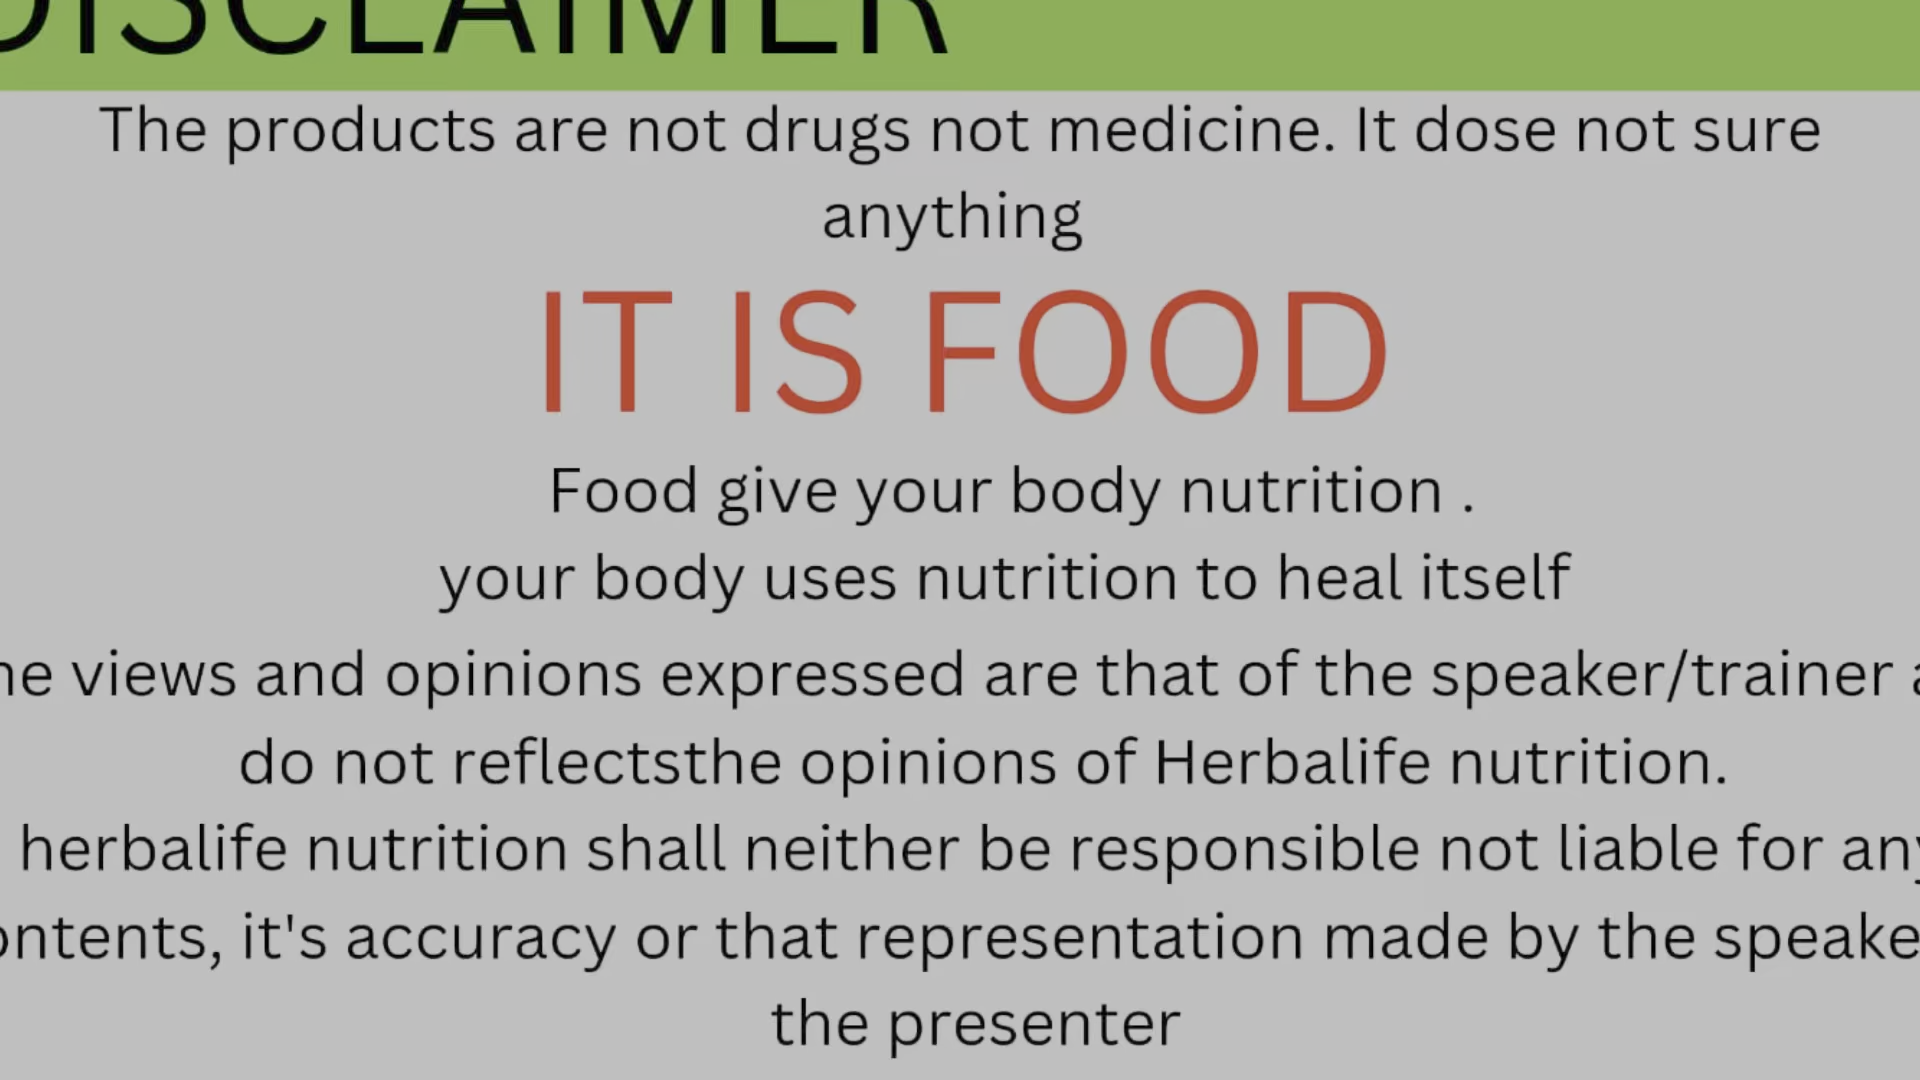 DISCLAIMER
The products are not drugs not medicine. It dose not sure
anything
IT IS FOOD
Food give your body nutrition .
your body uses nutrition to heal itself
views and opinions expressed are that of the speaker/trainer
do not reflectsthe opinions of Herbalife nutrition.
herbalife nutrition shall neither be responsible not liable for any
it's accuracy or that representation made by the
the presenter